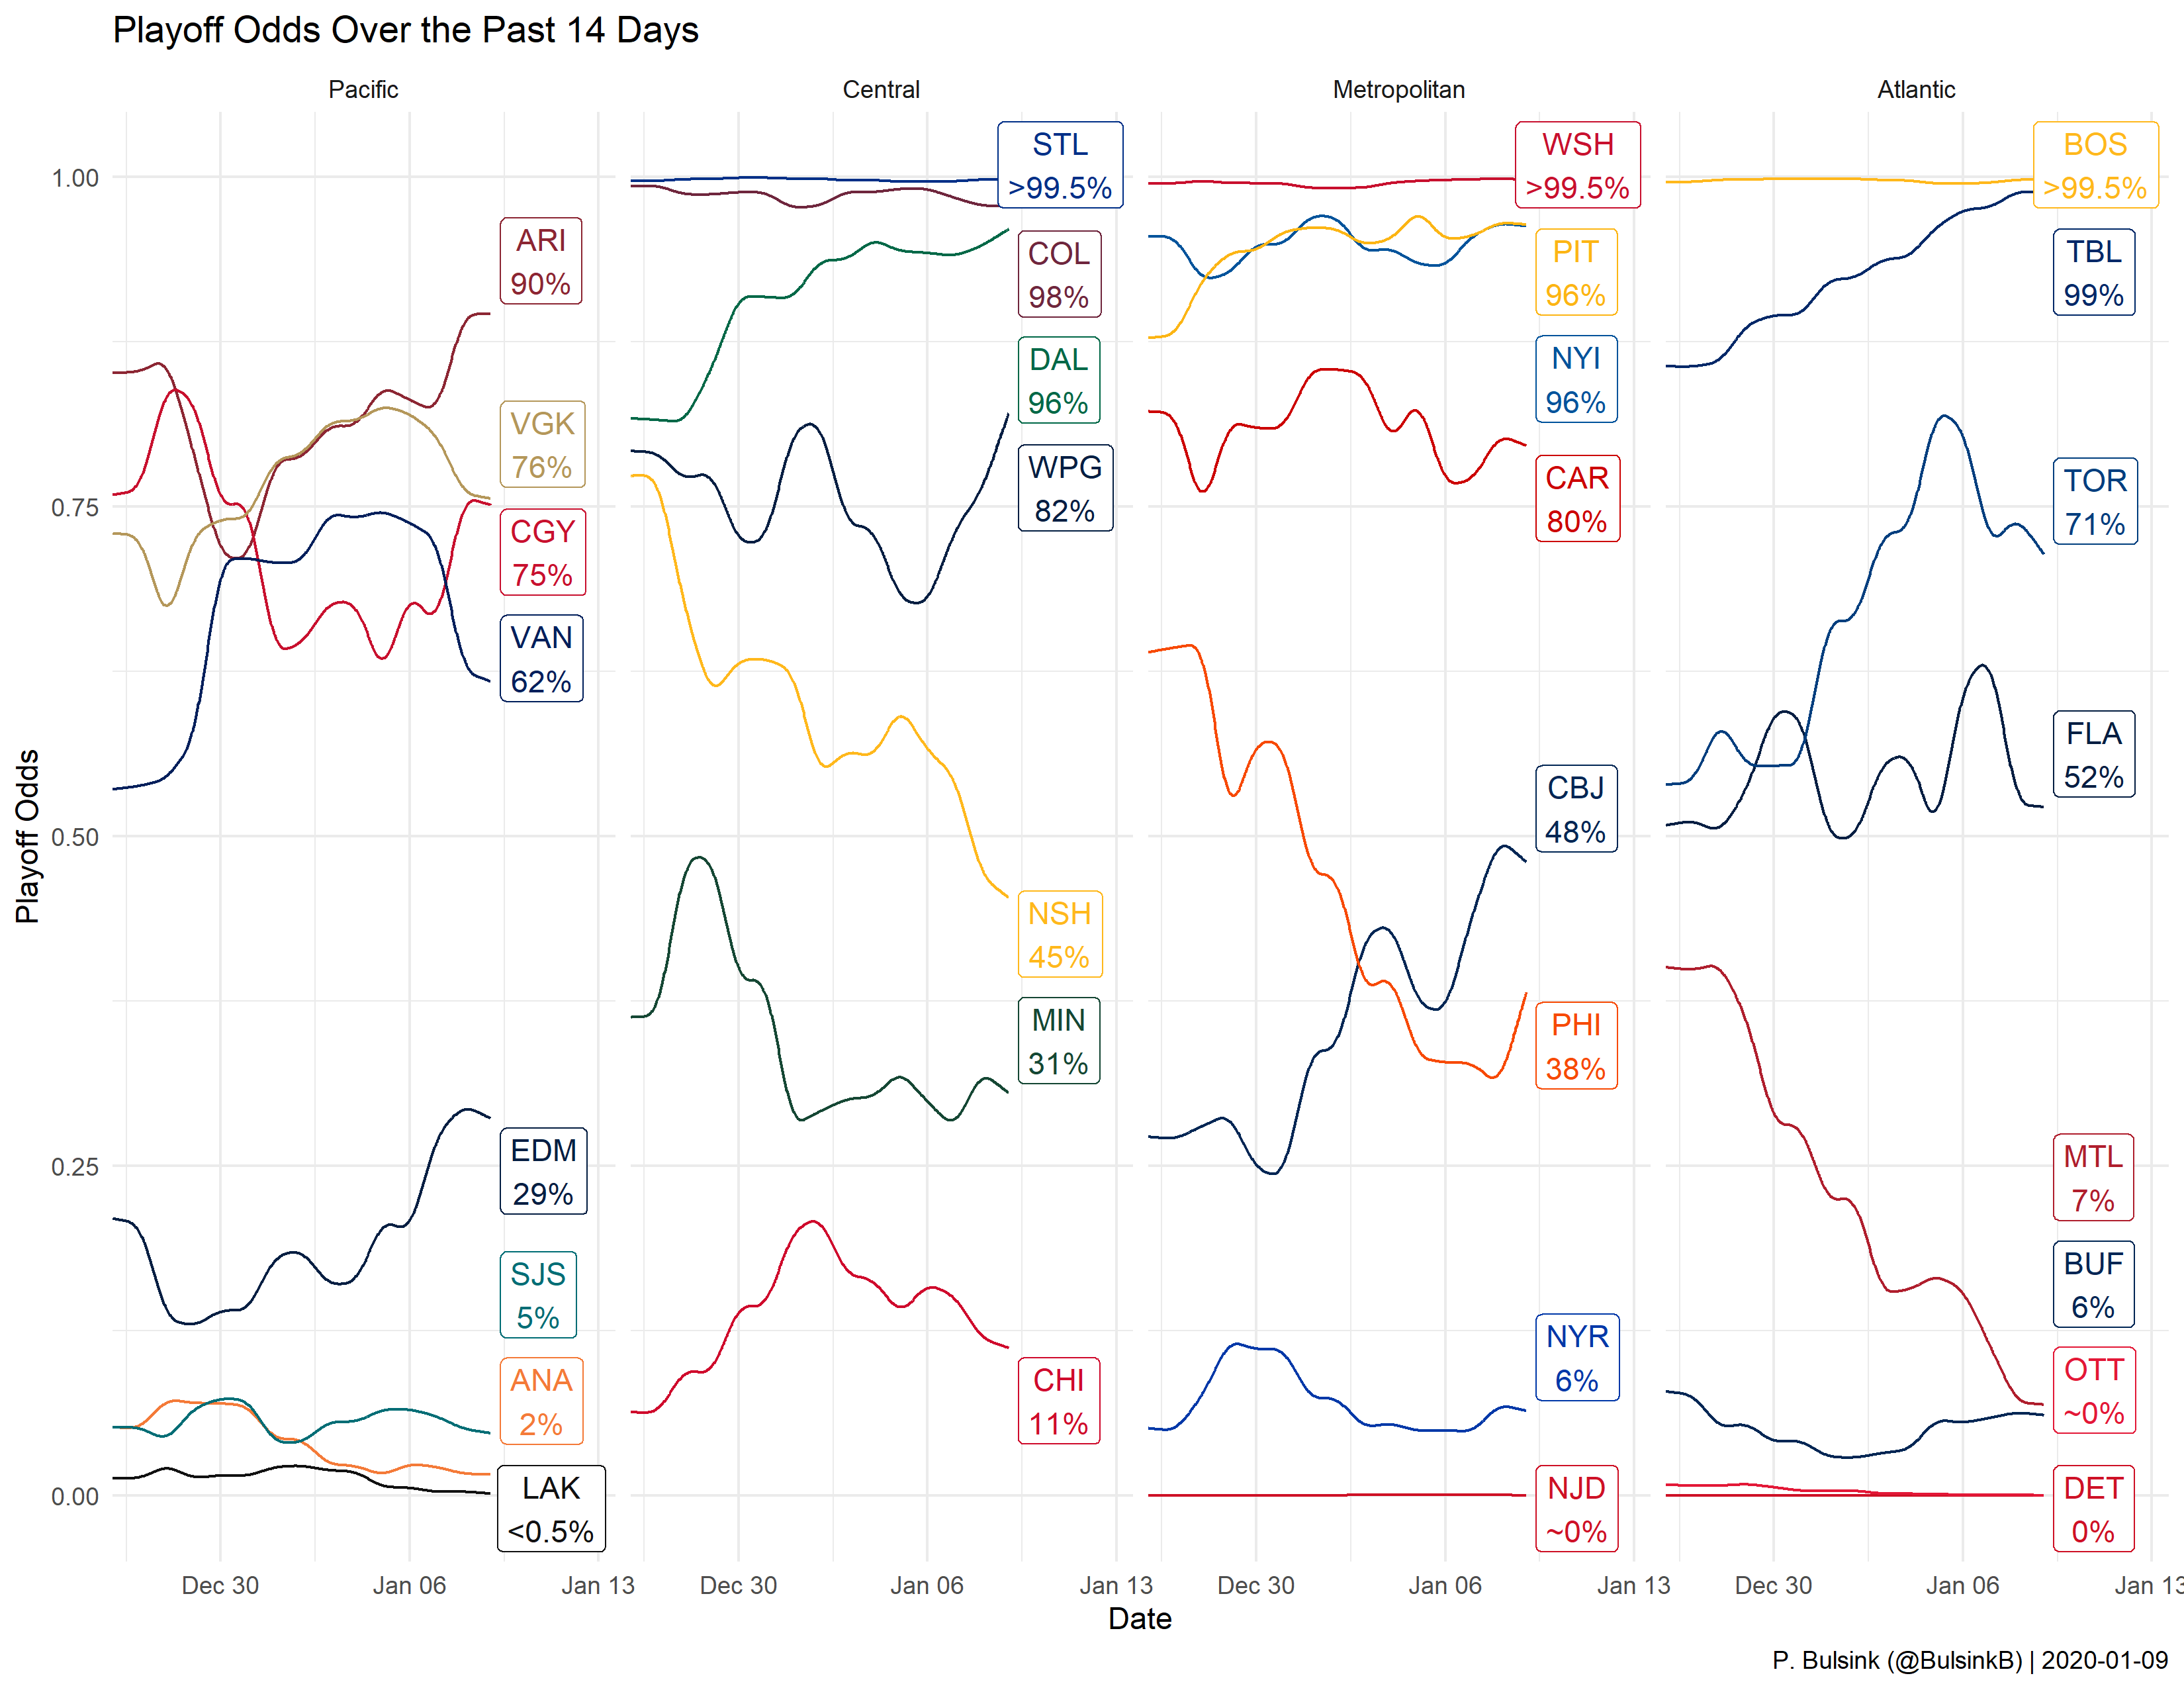 Playoff Odds Over the Past 14 Days
Pacific
Central
Metropolitan
Atlantic
Playoff Odds
1.00
0.75
0.50
0.25
0.00
ARI
90%
VGK
76%
CGY
75%
VAN
62%
EDM
29%
SJS
5%
ANA
2%
LAK
<0.5%
STL
>99.5%
COL
98%
DAL
96%
WPG
82%
NSH
45%
MIN
31%
CHI
11%
WSH
>99.5%
PIT
96%
NYI
96%
CAR
80%
CBJ
48%
PHI
38%
NYR
6%
NJD
~0%
BOS
>99.5%
TBL
99%
TOR
71%
FLA
52%
MTL
7%
BUF
6%
OTT
~0%
DET
0%
Dec 30 Jan 06 Jan 13
Dec 30 Jan 06 Jan 13
Dec 30 Jan 06 Jan 13
Dec 30 Jan 06 Jan 13
Date
P. Bulsink (@BulsinkB) | 2020-01-09